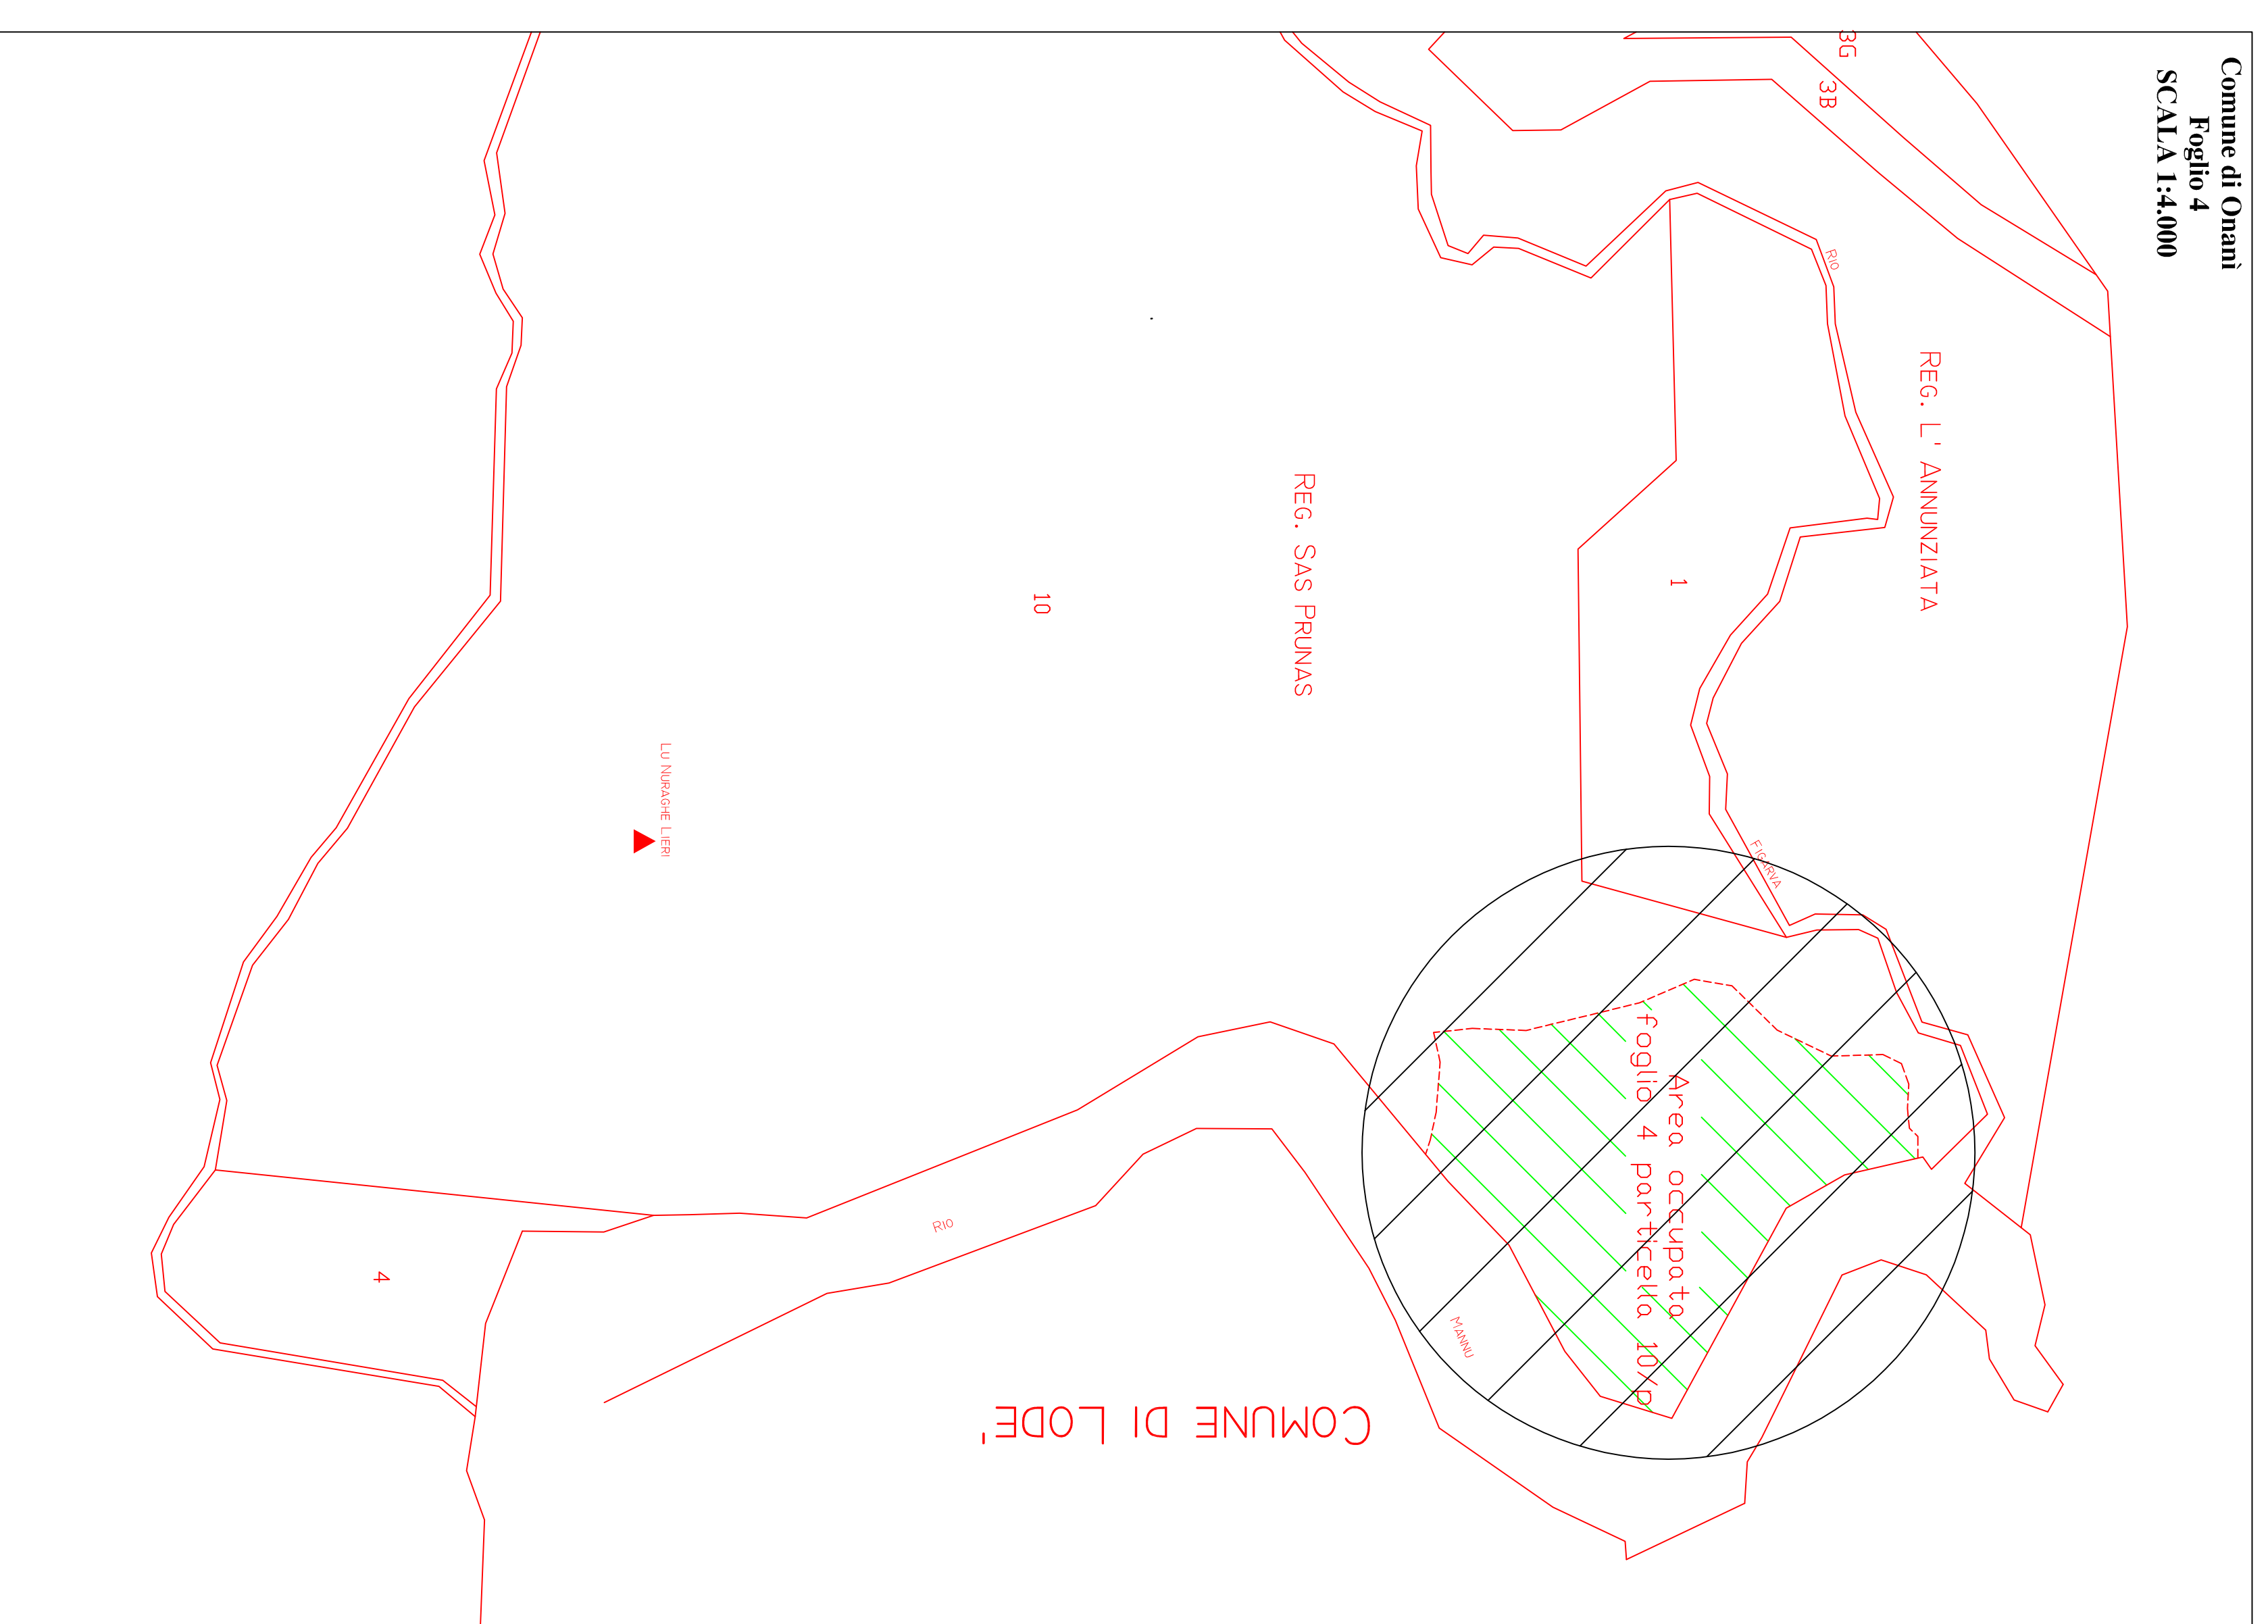 Comune di Onanì
Foglio 4
SCALA 1:4.000
3G
3B
RIO
REG. L' ANNUNZIATA
1
REG. SAS PRUNAS
10
LU NURAGHE LIERI
FIGARVA
Area occupata
foglio 4 particella 10/p
RIO
MANNU
4
COMUNE DI LODE'